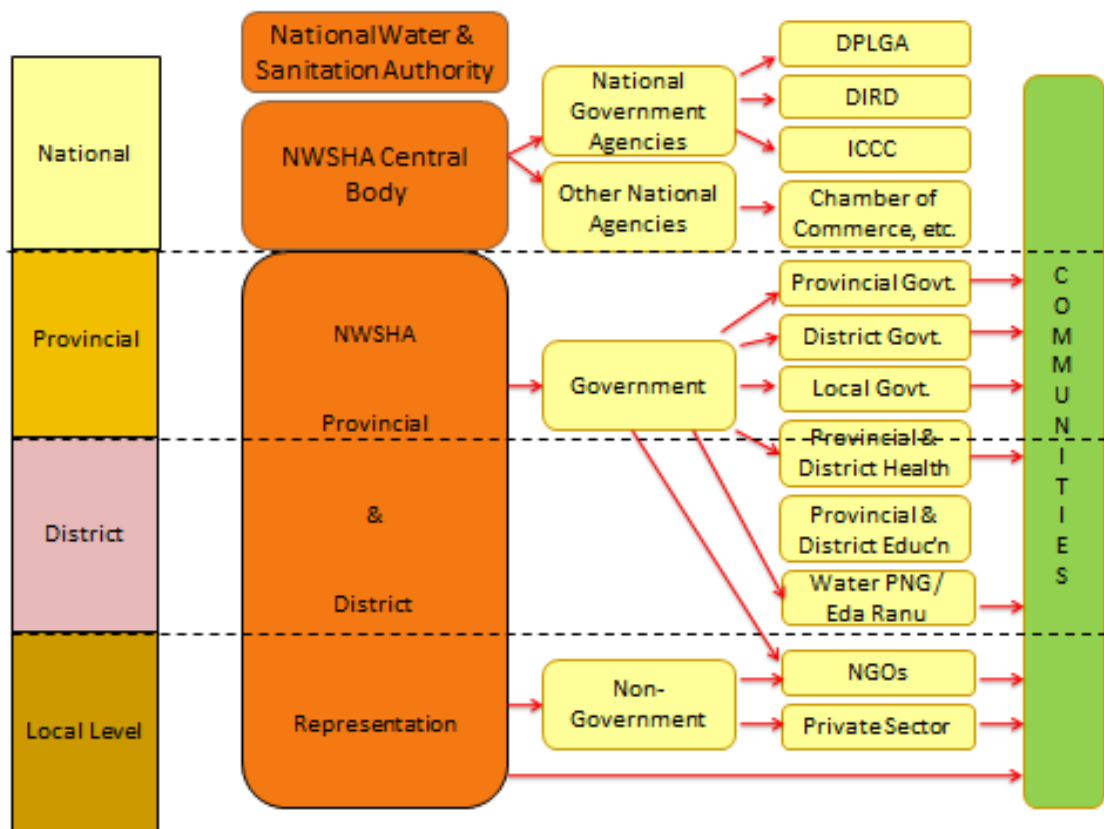 National Water &
Sanitation Authority
NWSHA Central
Body
National
Government
Agencies
Other National
Agencies
DPLGA
DIRD
ICCC
Chamber of
Commerce, etc.
National
Provincial
District
Local Level
NWSHA
Provincial
&
District
Representation
Government
Non-
Government
Provincial Govt.
District Govt.
Local Govt.
Provincial &
District Health
Provincial &
District Educ'n
Water PNG /
Eda Ranu
NGOs
Private Sector
C
O
M
M
U
N
I
T
I
E
S